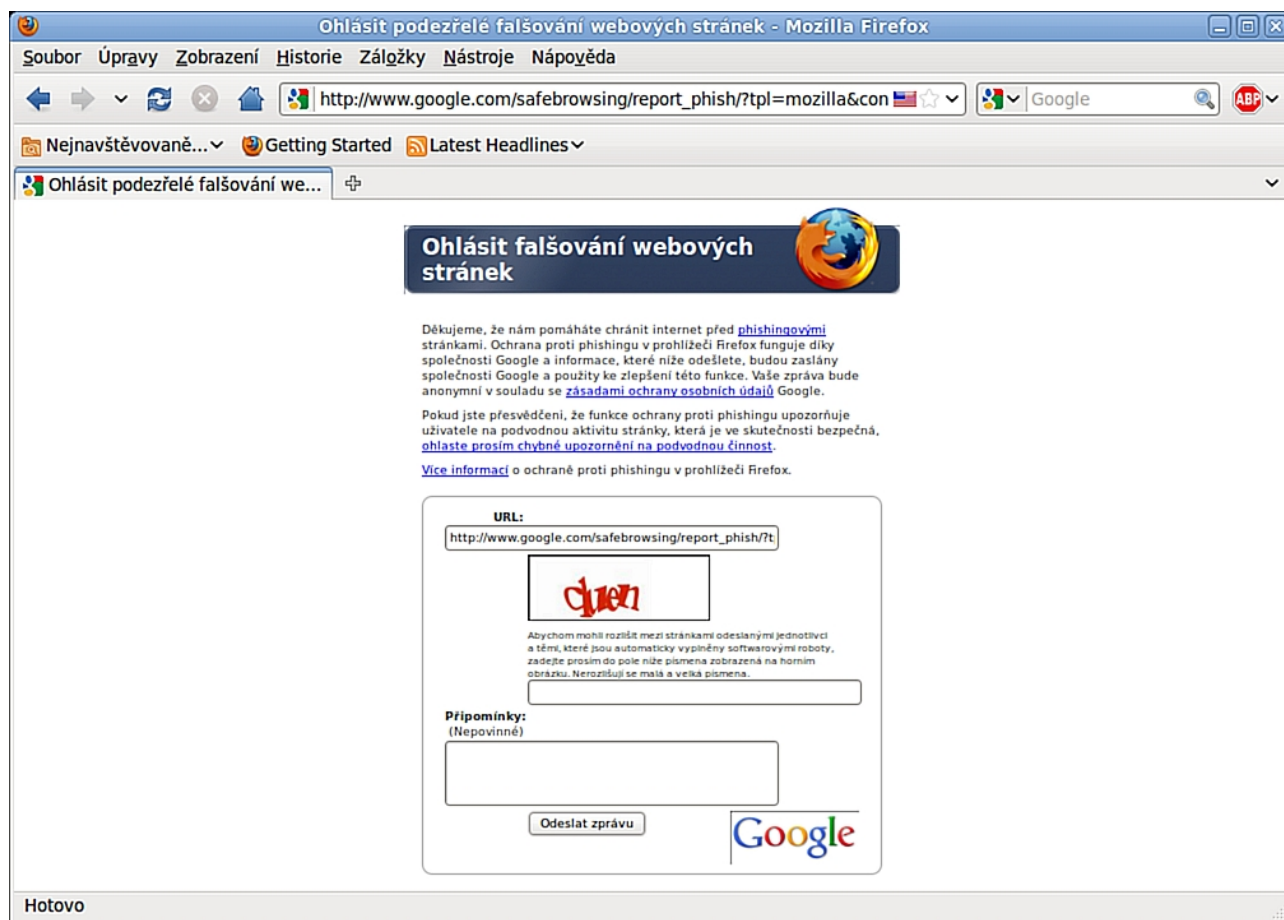 Ohlásit podezřelé falšování webových stránek - Mozilla Firefox
Soubor Úpravy Zobrazení Historie Záložky Nástroje Nápověda
http://www.google.com/safebrowsing/report_phish/?tpl=mozilla&con Google ABP
Nejnavštěvovaně... Getting Started Latest Headlines
Ohlásit podezřelé falšování we...
Ohlásit falšování webových
stránek
Děkujeme, že nám pomáháte chránit internet před phishingovými
stránkami. Ochrana proti phishingu v prohlížeči Firefox funguje díky
společnosti Google a informace, které níže odešlete, budou zaslány
společnosti Google a použity ke zlepšení této funkce. Vaše zpráva bude
anonymní v souladu se zásadami ochrany osobních údajů Google.
Pokud jste přesvědčeni, že funkce ochrany proti phishingu upozorňuje
uživatele na podvodnou aktivitu stránky, která je ve skutečnosti bezpečná,
ohlaste prosím chybné upozornění na podvodnou činnost.
Více informací o ochraně proti phishingu v prohlížeči Firefox.
URL:
http://www.google.com/safebrowsing/report_phish/?t
cluen
Abychom mohli rozlišit mezi stránkami odeslanými jednotlivci
a těmi, které jsou automaticky vyplněny softwarovými roboty,
zadejte prosím do pole níže písmena zobrazená na horním
obrázku. Nerozlišují se malá a velká písmena.
Připomínky:
(Nepovinné)
Odeslat zprávu
Google
Hotovo